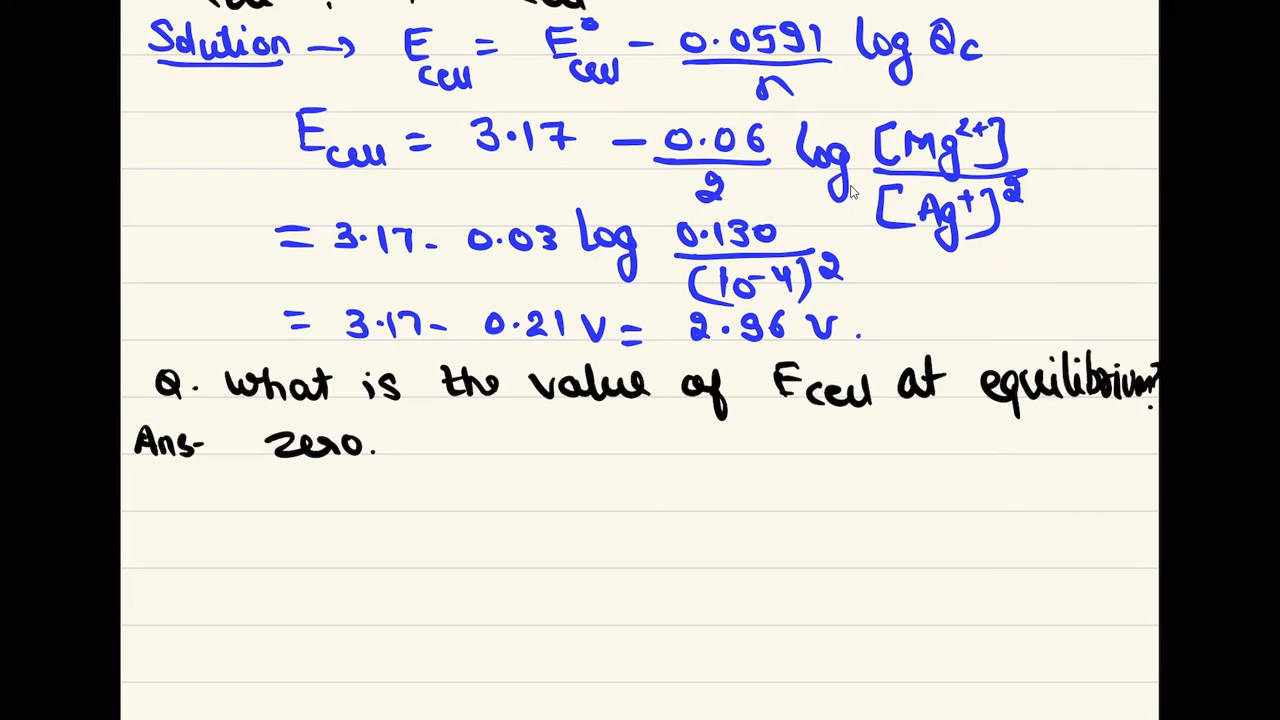 Solution → E cell = E° cell - 0.0591/n log Qc
E cell = 3.17 - 0.06/2 log [Mg²⁺]/[Ag⁺]²
= 3.17 - 0.03 log 0.130/(10⁻⁴)²
= 3.17 - 0.21 V = 2.96 V.
Q. What is the value of Ecell at equilibrium?
Ans- zero.